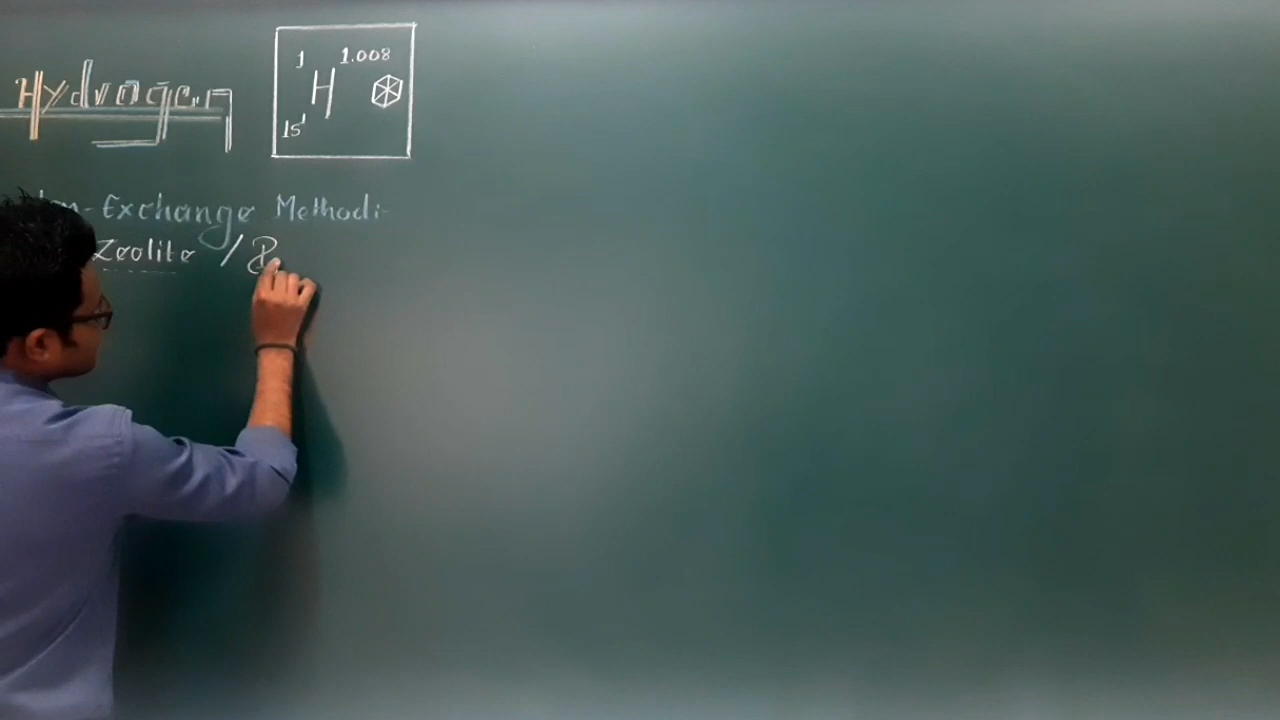 Hydrogen
1 1.008
H
1s¹
-Exchange Method:-
Zeolite / P